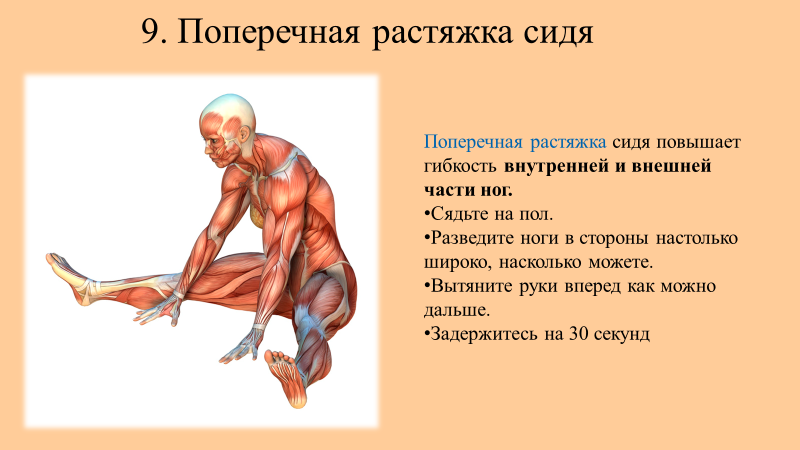 9. Поперечная растяжка сидя
Поперечная растяжка сидя повышает
гибкость внутренней и внешней
части ног.
•Сядьте на пол.
•Разведите ноги в стороны настолько
широко, насколько можете.
•Вытяните руки вперед как можно
дальше.
•Задержитесь на 30 секунд